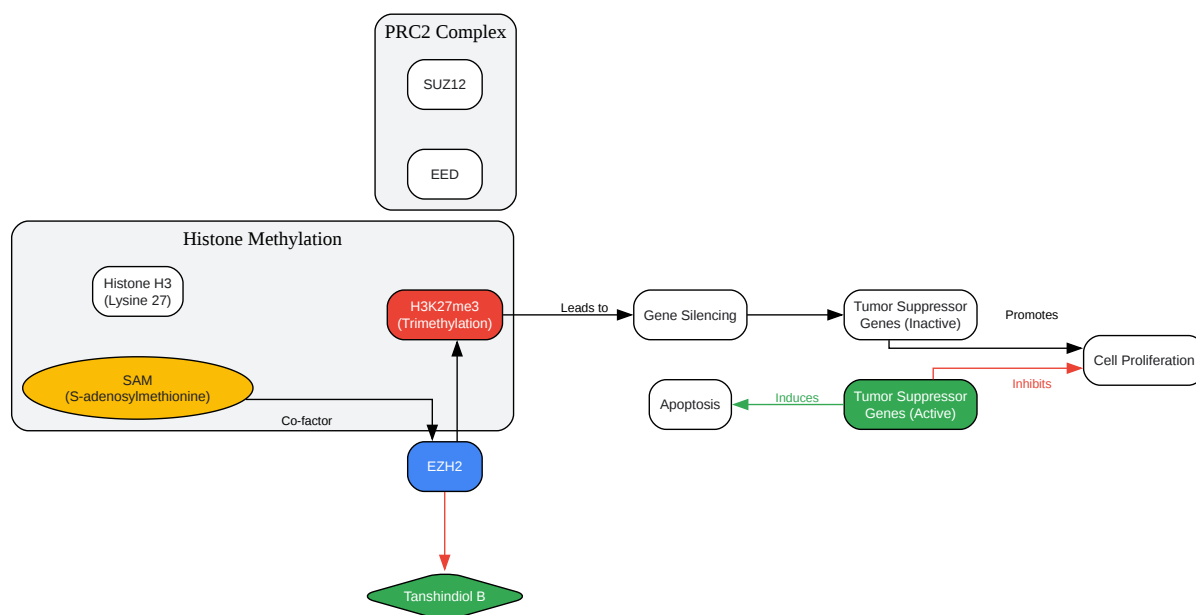 PRC2 Complex
SUZ12
EED
Histone Methylation
Histone H3
(Lysine 27)
H3K27me3
(Trimethylation)
Leads to
Gene Silencing
Tumor Suppressor
Genes (Inactive)
Promotes
Cell Proliferation
SAM
(S-adenosylmethionine)
Co-factor
Apoptosis
Induces
Tumor Suppressor
Genes (Active)
Inhibits
EZH2
Tanshindiol B